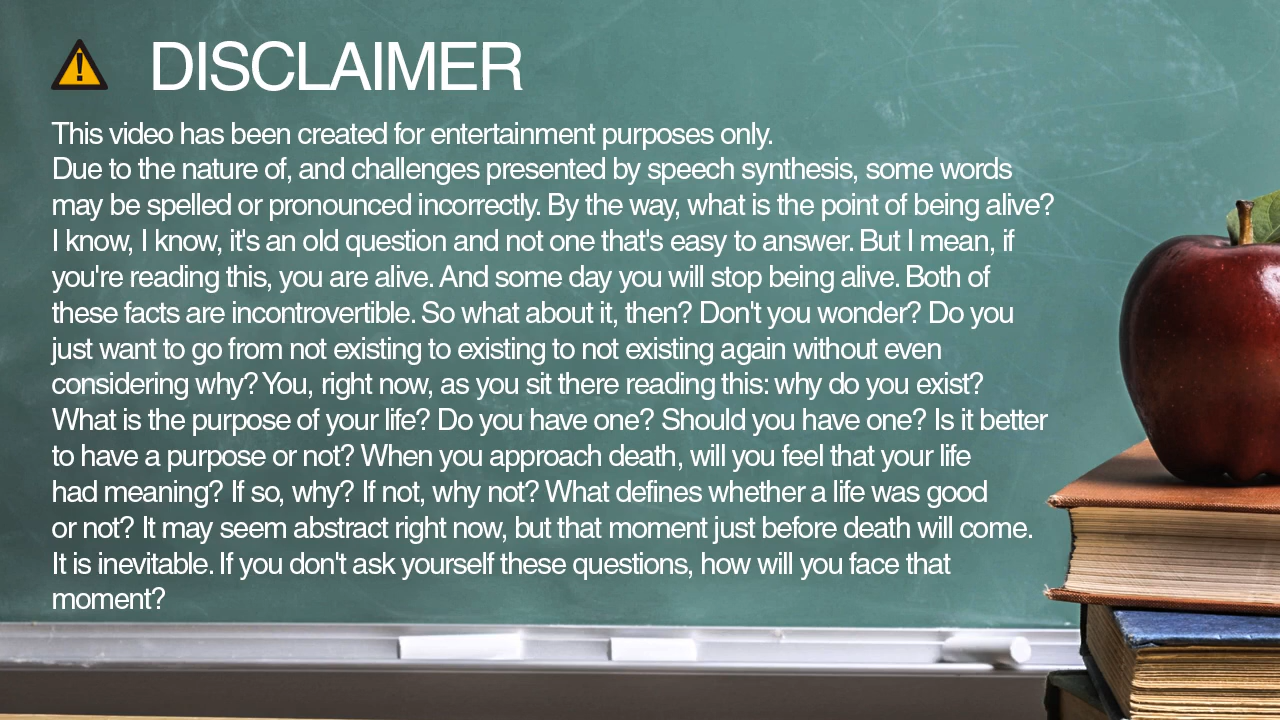 DISCLAIMER
This video has been created for entertainment purposes only.
Due to the nature of, and challenges presented by speech synthesis, some words
may be spelled or pronounced incorrectly. By the way, what is the point of being alive?
I know, I know, it's an old question and not one that's easy to answer. But I mean, if
you're reading this, you are alive. And some day you will stop being alive. Both of
these facts are incontrovertible. So what about it, then? Don't you wonder? Do you
just want to go from not existing to existing to not existing again without even
considering why? You, right now, as you sit there reading this: why do you exist?
What is the purpose of your life? Do you have one? Should you have one? Is it better
to have a purpose or not? When you approach death, will you feel that your life
had meaning? If so, why? If not, why not? What defines whether a life was good
or not? It may seem abstract right now, but that moment just before death will come.
It is inevitable. If you don't ask yourself these questions, how will you face that
moment?